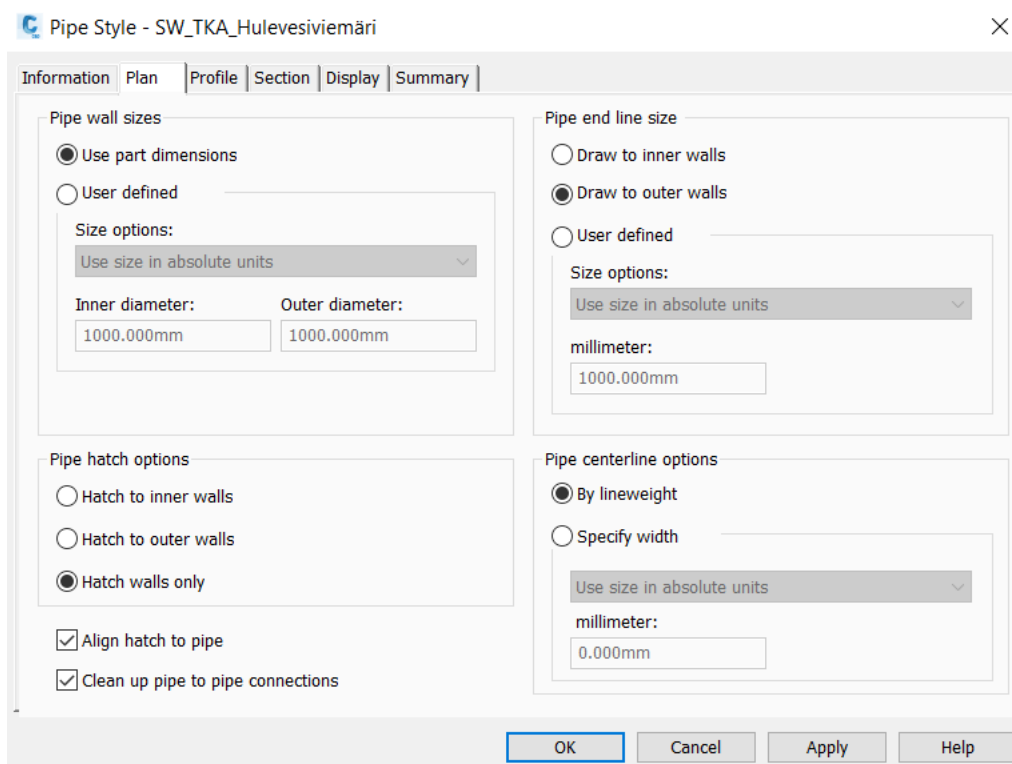 Pipe Style - SW_TKA_Hulevesiviemäri
Information Plan Profile Section Display Summary
Pipe wall sizes
Use part dimensions
User defined
Size options:
Use size in absolute units
Inner diameter: Outer diameter:
1000.000mm 1000.000mm
Pipe end line size
Draw to inner walls
Draw to outer walls
User defined
Size options:
Use size in absolute units
millimeter:
1000.000mm
Pipe hatch options
Hatch to inner walls
Hatch to outer walls
Hatch walls only
Align hatch to pipe
Clean up pipe to pipe connections
Pipe centerline options
By lineweight
Specify width
Use size in absolute units
millimeter:
0.000mm
OK Cancel Apply Help